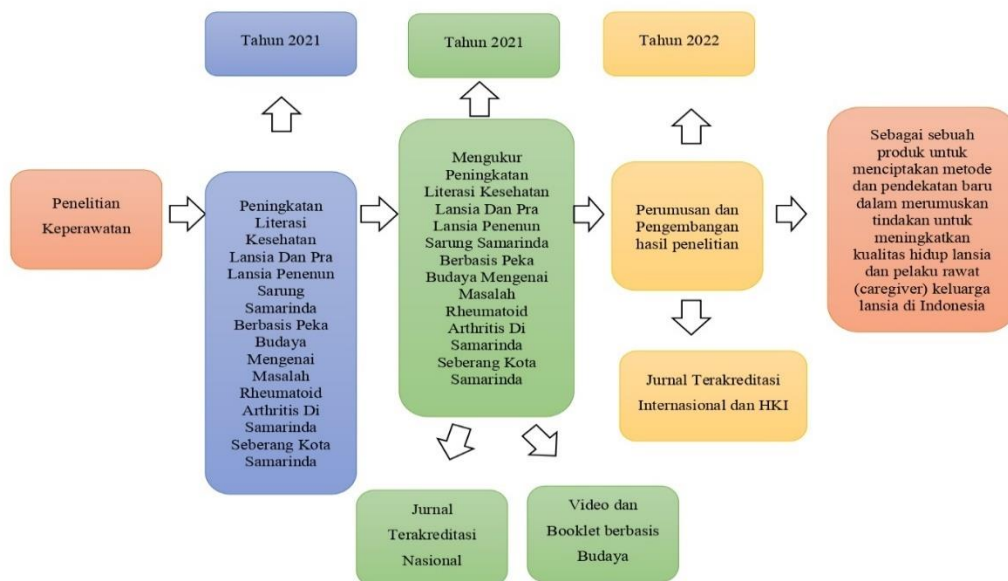 Tahun 2021
Tahun 2021
Tahun 2022
Penelitian
Keperawatan
Peningkatan
Literasi
Kesehatan
Lansia Dan Pra
Lansia Penenun
Sarung
Samarinda
Berbasis Peka
Budaya
Mengenai
Masalah
Rheumatoid
Arthritis Di
Samarinda
Seberang Kota
Samarinda
Mengukur
Peningkatan
Literasi Kesehatan
Lansia Dan Pra
Lansia Penenun
Sarung Samarinda
Berbasis Peka
Budaya Mengenai
Masalah
Rheumatoid
Arthritis Di
Samarinda
Seberang Kota
Samarinda
Perumusan dan
Pengembangan
hasil penelitian
Sebagai sebuah
produk untuk
menciptakan metode
dan pendekatan baru
dalam merumuskan
tindakan untuk
meningkatkan
kualitas hidup lansia
dan pelaku rawat
(caregiver) keluarga
lansia di Indonesia
Jurnal Terakreditasi
Internasional dan HKI
Jurnal
Terakreditasi
Nasional
Video dan
Booklet berbasis
Budaya